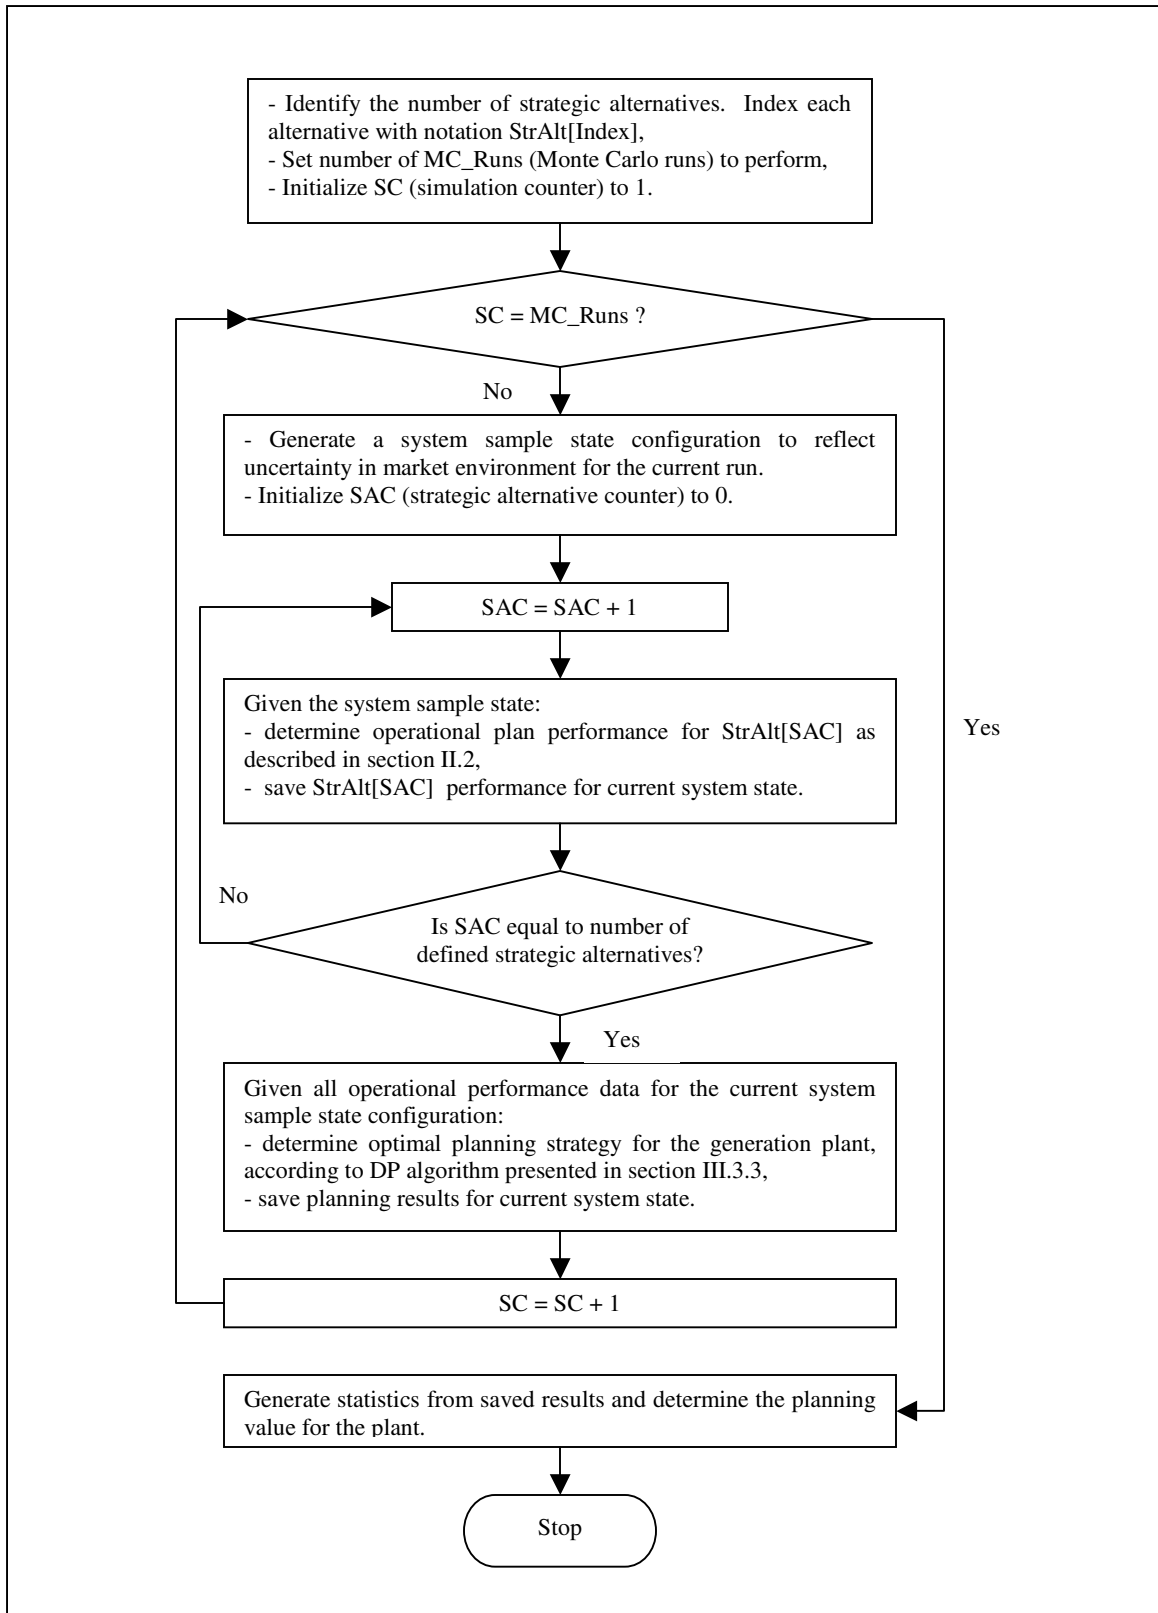 - Identify the number of strategic alternatives. Index each
alternative with notation StrAlt[Index],
- Set number of MC_Runs (Monte Carlo runs) to perform,
- Initialize SC (simulation counter) to 1.
SC = MC_Runs ?
No
- Generate a system sample state configuration to reflect
uncertainty in market environment for the current run.
- Initialize SAC (strategic alternative counter) to 0.
SAC = SAC + 1
Given the system sample state:
- determine operational plan performance for StrAlt[SAC] as
described in section II.2,
- save StrAlt[SAC] performance for current system state.
Yes
No
Is SAC equal to number of
defined strategic alternatives?
Yes
Given all operational performance data for the current system
sample state configuration:
- determine optimal planning strategy for the generation plant,
according to DP algorithm presented in section III.3.3,
- save planning results for current system state.
SC = SC + 1
Generate statistics from saved results and determine the planning
value for the plant.
Stop